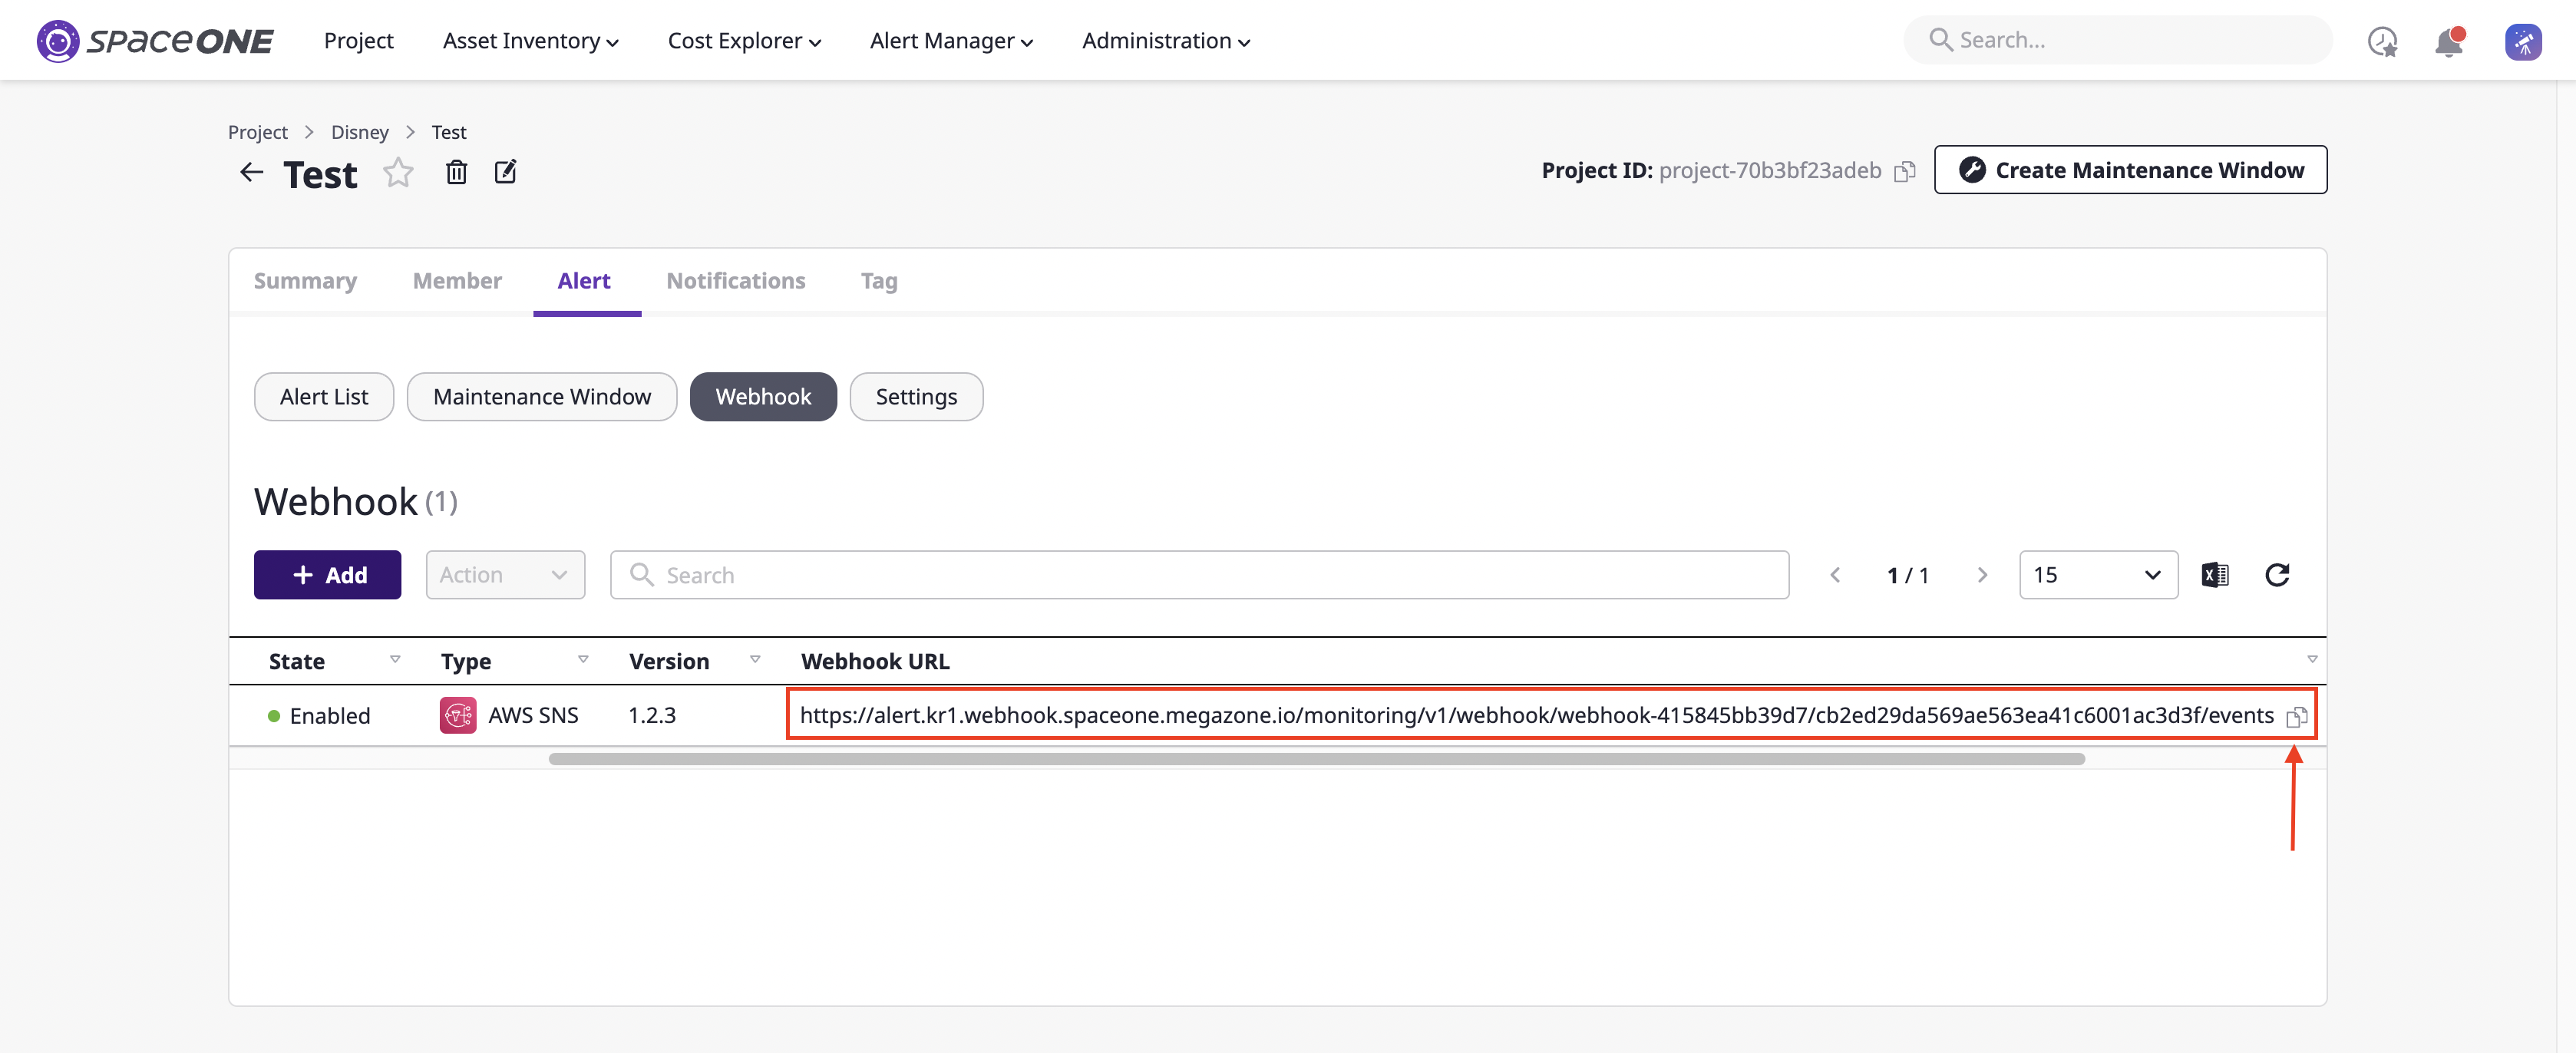 spaceONE Project Asset Inventory Cost Explorer Alert Manager Administration Search...
Project > Disney > Test
Test Project ID: project-70b3bf23adeb Create Maintenance Window
Summary Member Alert Notifications Tag
Alert List Maintenance Window Webhook Settings
Webhook (1)
+ Add Action Search 1 / 1 15
State Type Version Webhook URL
Enabled AWS SNS 1.2.3 https://alert.kr1.webhook.spaceone.megazone.io/monitoring/v1/webhook/webhook-415845bb39d7/cb2ed29da569ae563ea41c6001ac3d3f/events